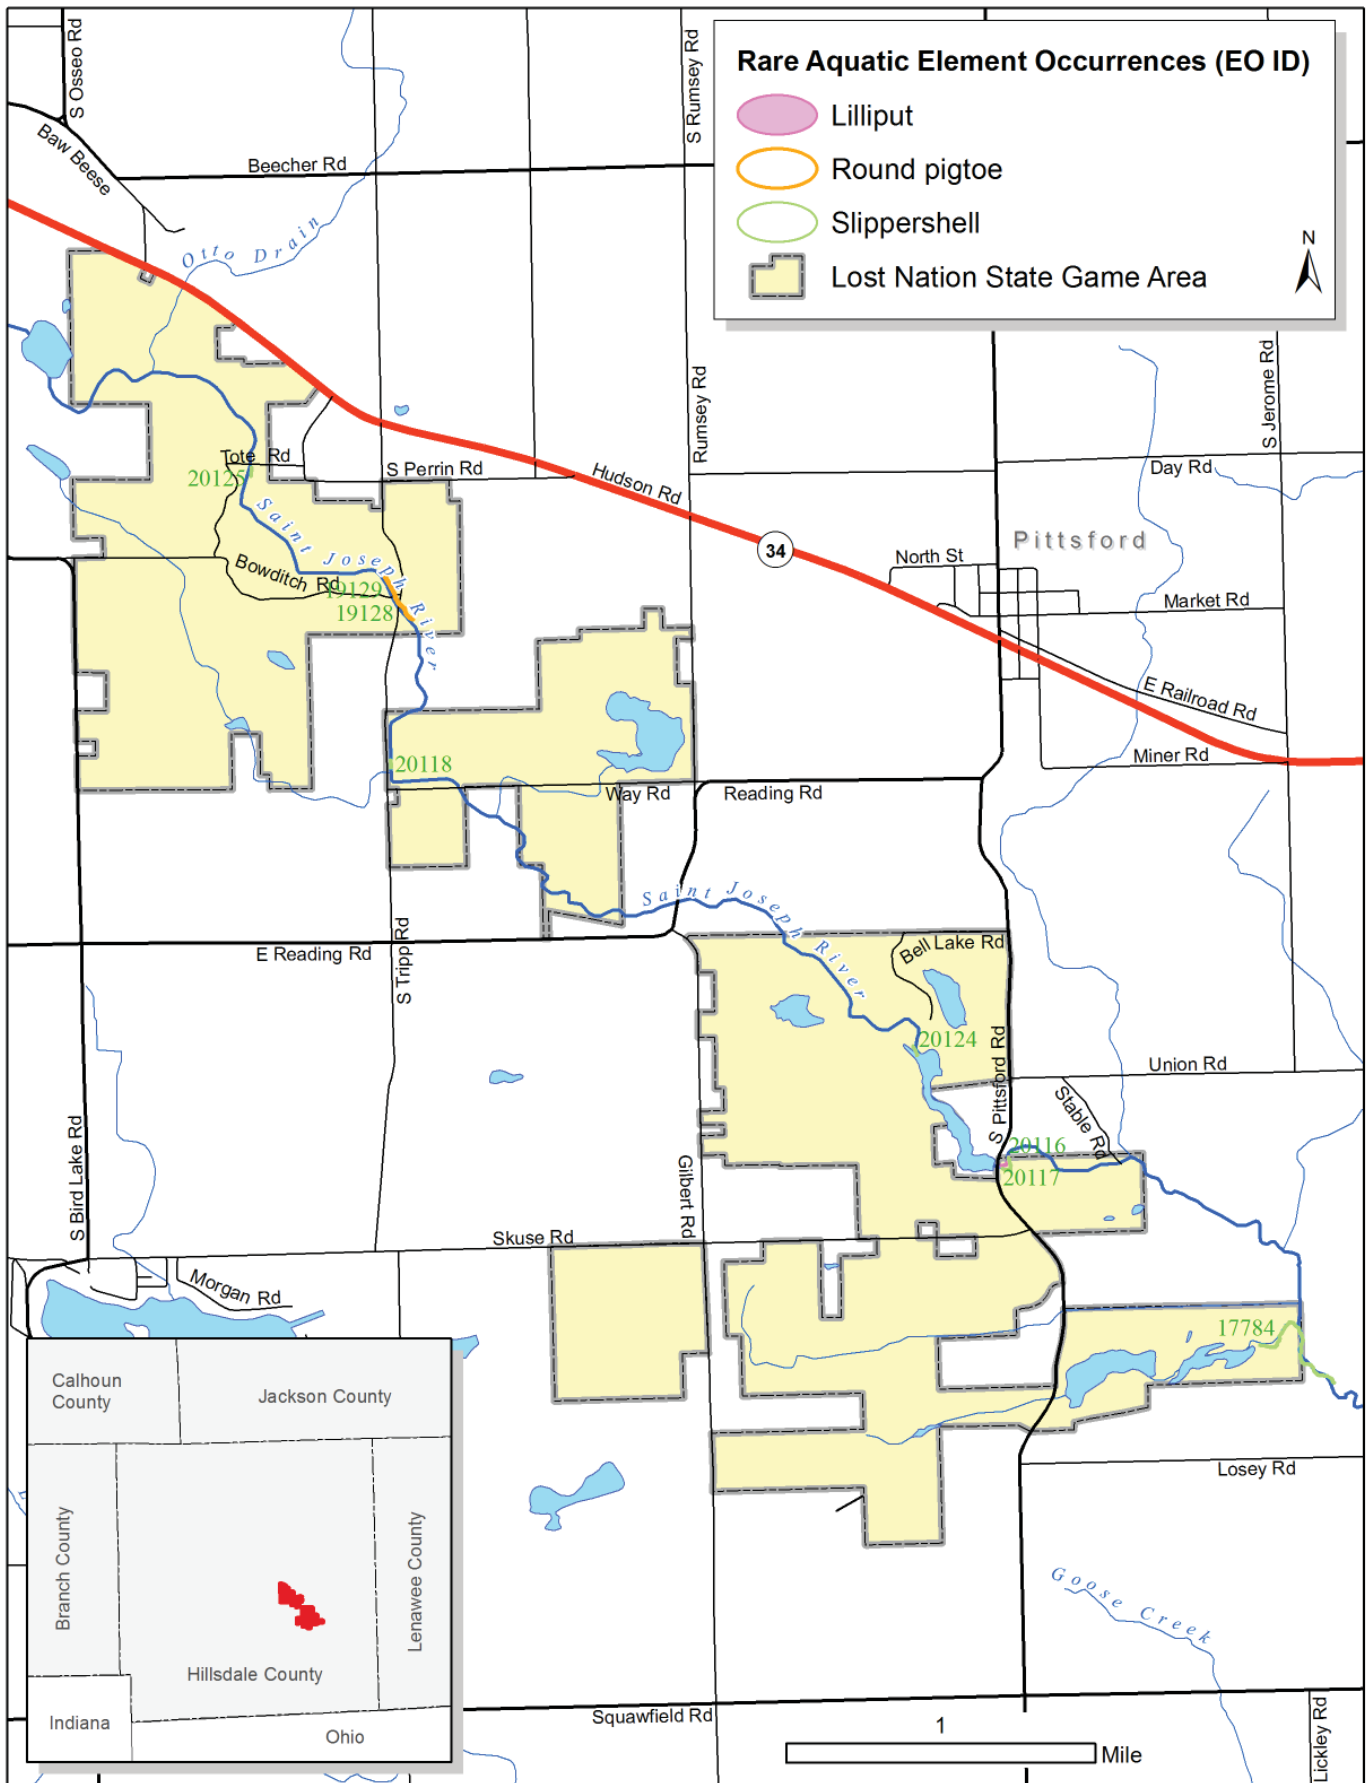 S Osseo Rd
Baw Beese
Beecher Rd
S Rumsey Rd
Rare Aquatic Element Occurrences (EO ID)
Lilliput
Round pigtoe
Slippershell
Lost Nation State Game Area
N
Otto Drain
Rumsey Rd
S Jerome Rd
Tote Rd
20125
S Perrin Rd
Hudson Rd
Day Rd
34
Pittsford
North St
Market Rd
Saint Joseph River
Bowditch Rd
19129
19128
E Railroad Rd
Miner Rd
20118
Way Rd
Reading Rd
Saint Joseph River
E Reading Rd
S Tripp Rd
Bell Lake Rd
20124
S Pittsford Rd
Union Rd
Stable Rd
20116
20117
S Bird Lake Rd
Gilbert Rd
Skuse Rd
Morgan Rd
17784
Losey Rd
Goose Creek
Calhoun
County
Jackson County
Branch County
Lenawee County
Hillsdale County
Indiana
Ohio
Squawfield Rd
1
Mile
Lickley Rd